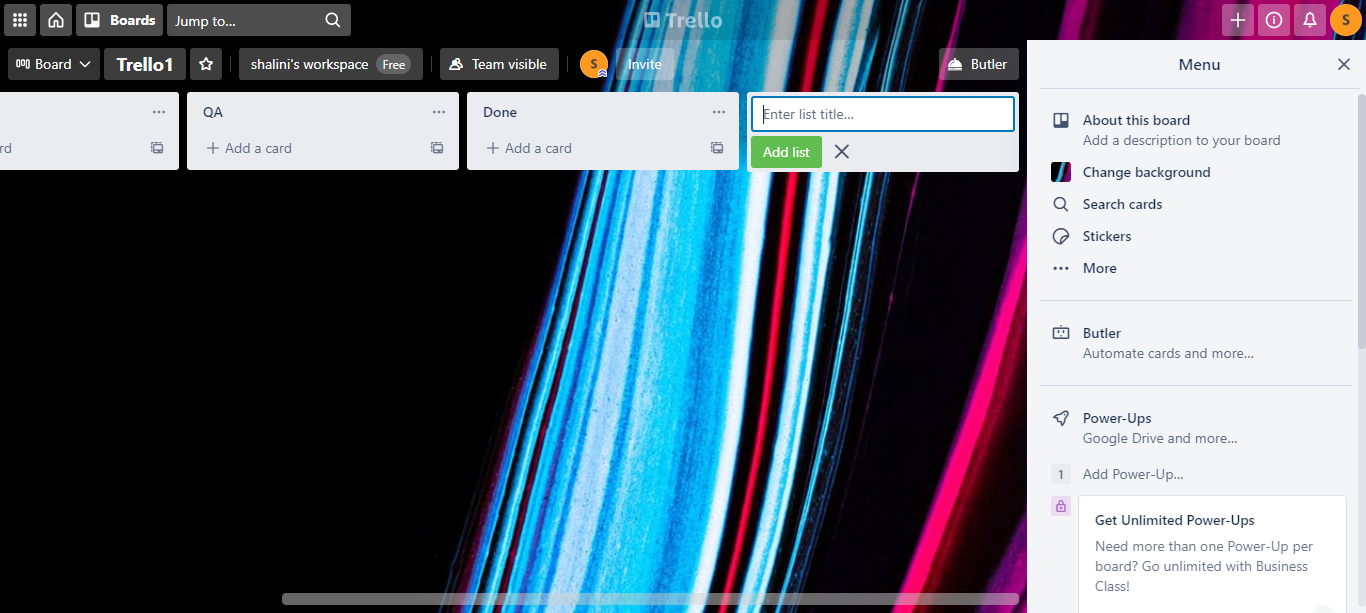 Boards
Jump to...
Trello
S
Board
Trello1
shalini's workspace Free
Team visible
S
Invite
Butler
Menu
rd
QA
Add a card
Done
Add a card
Enter list title...
Add list
About this board
Add a description to your board
Change background
Search cards
Stickers
More
Butler
Automate cards and more...
Power-Ups
Google Drive and more...
1
Add Power-Up...
Get Unlimited Power-Ups
Need more than one Power-Up per
board? Go unlimited with Business
Class!